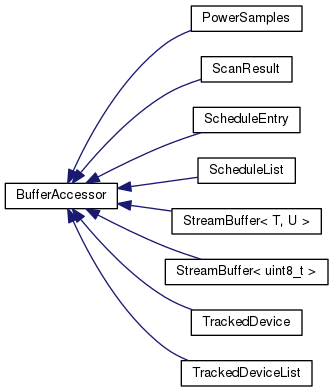 PowerSamples
ScanResult
ScheduleEntry
ScheduleList
BufferAccessor
StreamBuffer< T, U >
StreamBuffer< uint8_t >
TrackedDevice
TrackedDeviceList